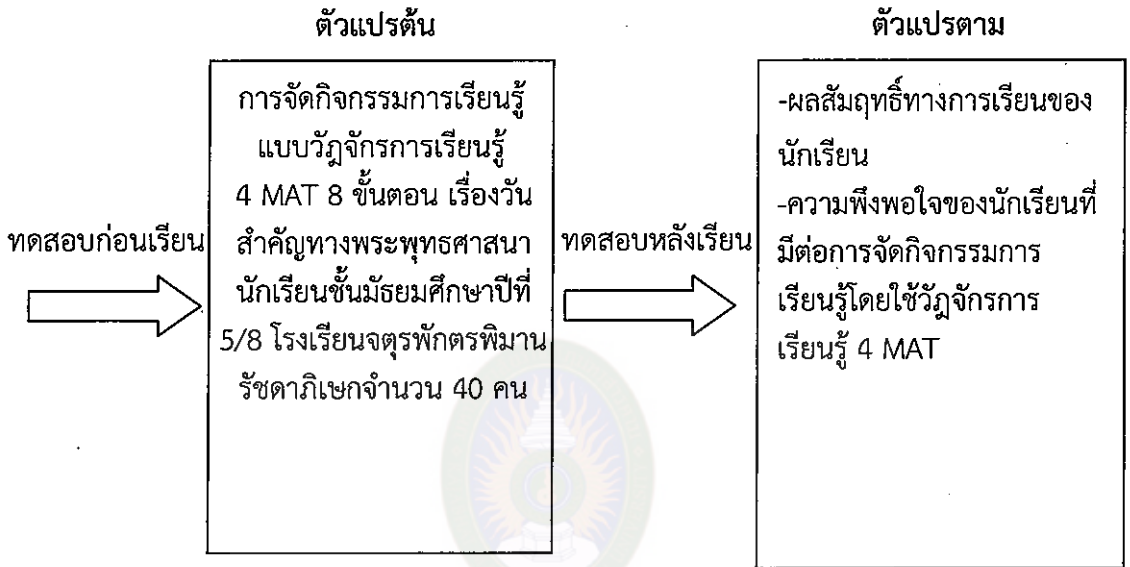 ตัวแปรต้น
ตัวแปรตาม
ทดสอบก่อนเรียน
การจัดกิจกรรมการเรียนรู้
แบบวัฏจักรการเรียนรู้
4 MAT 8 ขั้นตอน เรื่องวัน
สำคัญทางพระพุทธศาสนา
นักเรียนชั้นมัธยมศึกษาปีที่
5/8 โรงเรียนจตุรพักตรพิมาน
รัชดาภิเษกจำนวน 40 คน
ทดสอบหลังเรียน
-ผลสัมฤทธิ์ทางการเรียนของ
นักเรียน
-ความพึงพอใจของนักเรียนที่
มีต่อการจัดกิจกรรมการ
เรียนรู้โดยใช้วัฏจักรการ
เรียนรู้ 4 MAT